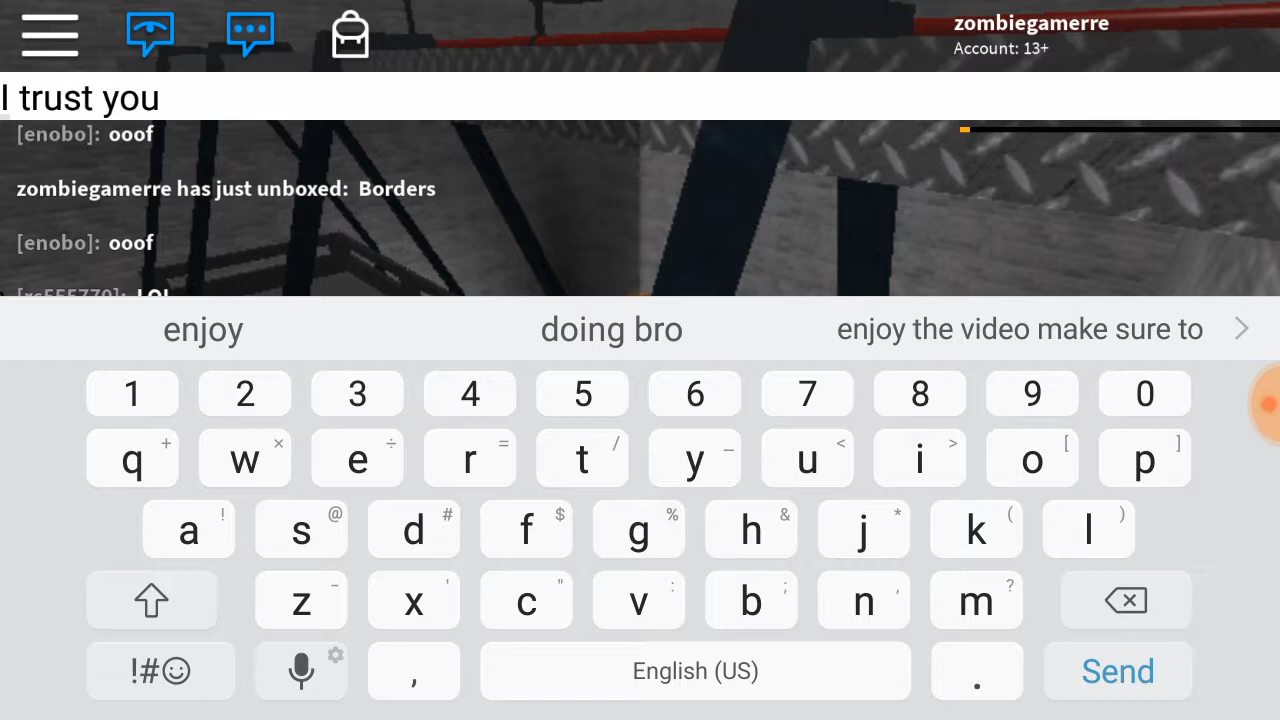 zombiegamerre
Account: 13+
I trust you
[enobo]: ooof
zombiegamerre has just unboxed: Borders
[enobo]: ooof
enjoy doing bro enjoy the video make sure to
1 2 3 4 5 6 7 8 9 0
q + w × e ÷ r = t / y _ u < i > o [ p ]
a ! s @ d # f $ g % h & j * k ( l )
z - x ' c " v : b ; n , m ?
!#☺ , English (US) . Send